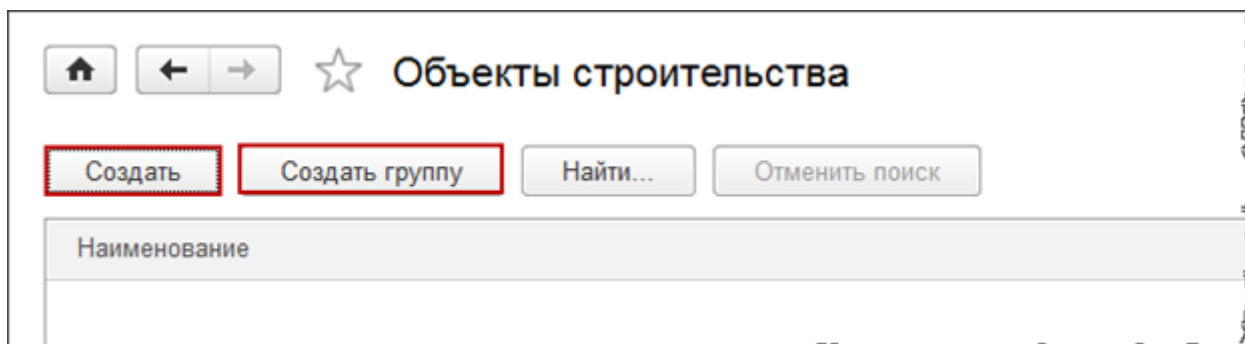 Объекты строительства
Создать Создать группу Найти... Отменить поиск
Наименование